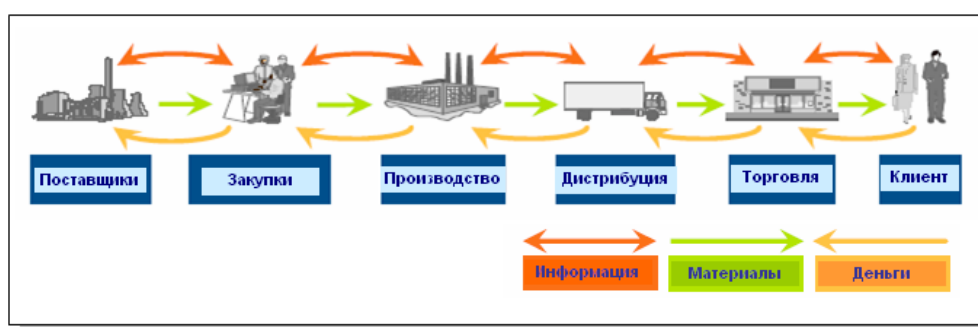 Поставщики
Закупки
Производство
Дистрибуция
Торговля
Клиент
Информация
Материалы
Деньги